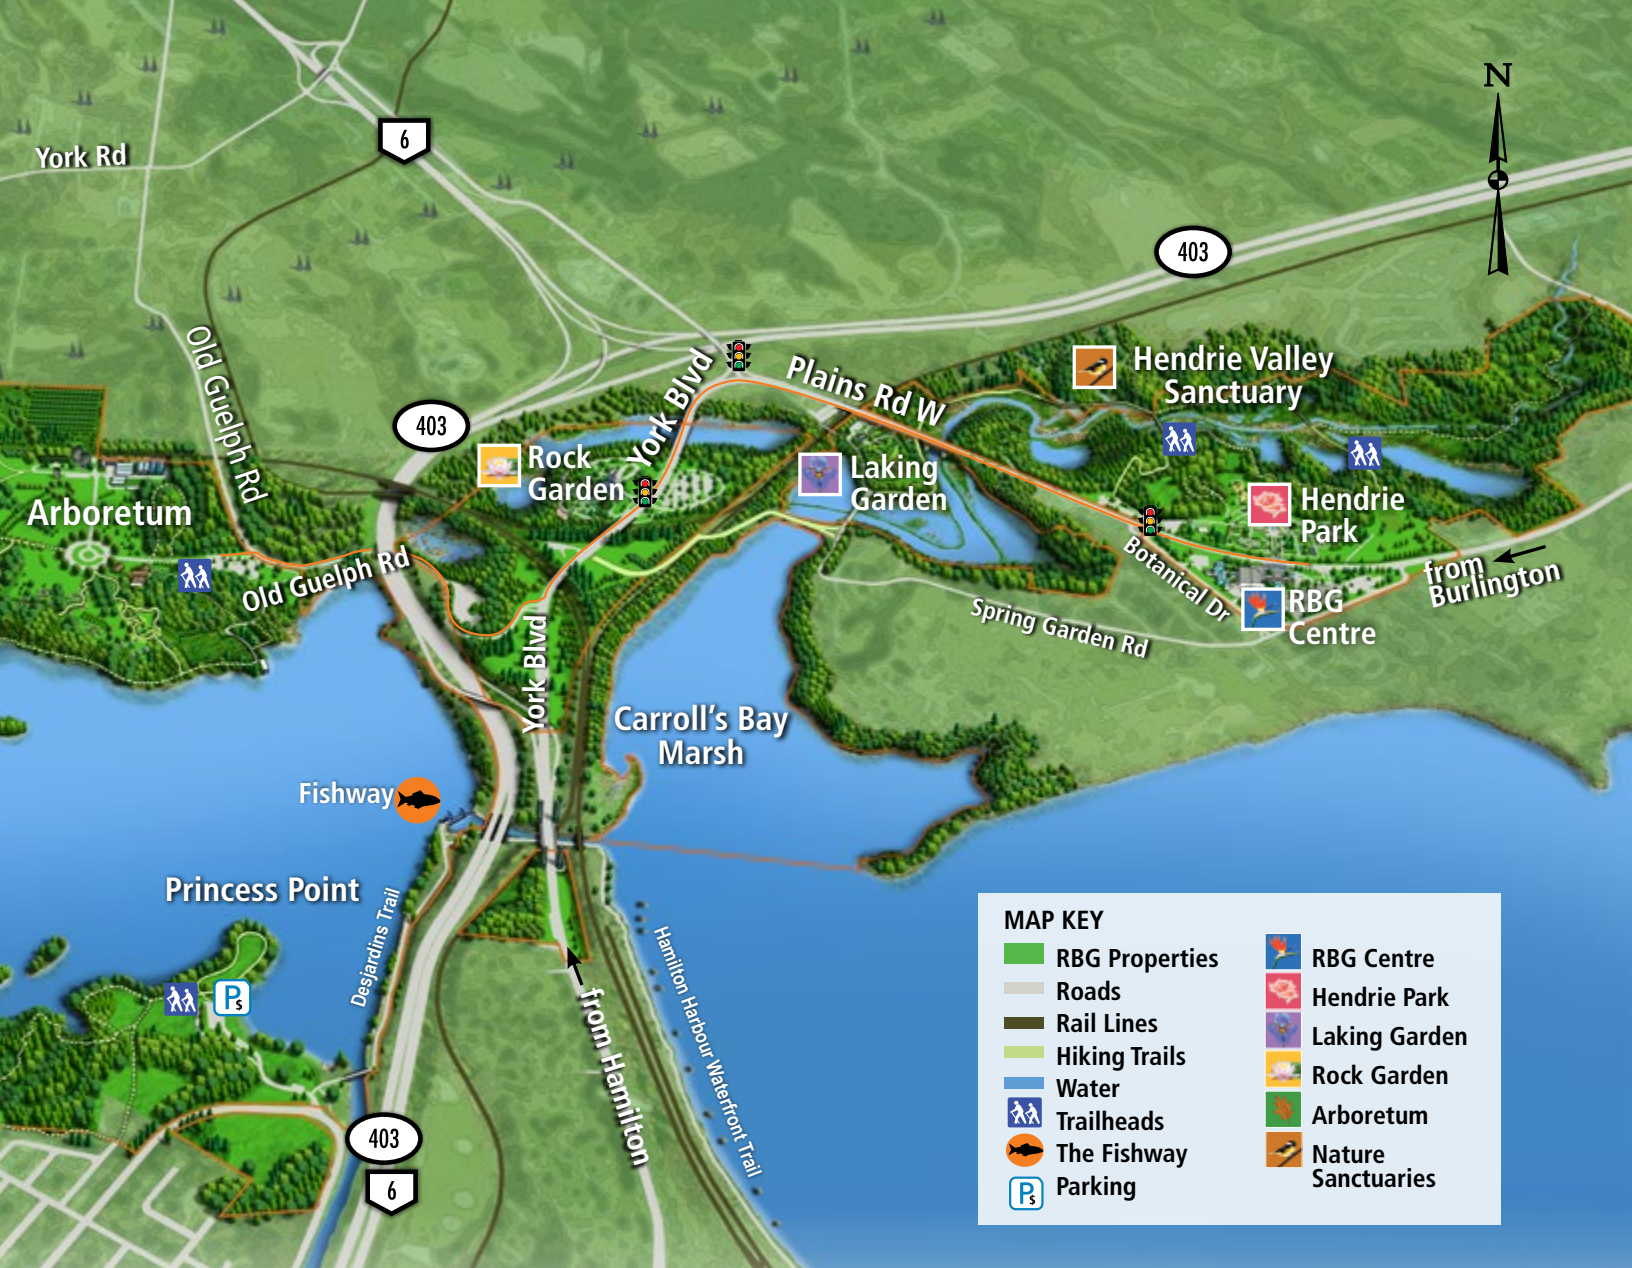 N
6
York Rd
403
Old Guelph Rd
York Blvd
Plains Rd W
Hendrie Valley
Sanctuary
403
Rock
Garden
Laking
Garden
Hendrie
Park
Arboretum
Old Guelph Rd
Botanical Dr
from
Burlington
RBG
Centre
Spring Garden Rd
York Blvd
Carroll's Bay
Marsh
Fishway
Princess Point
Desjardins Trail
P$
Hamilton Harbour Waterfront Trail
from Hamilton
403
6
MAP KEY
RBG Properties
Roads
Rail Lines
Hiking Trails
Water
Trailheads
The Fishway
P$ Parking
RBG Centre
Hendrie Park
Laking Garden
Rock Garden
Arboretum
Nature
Sanctuaries